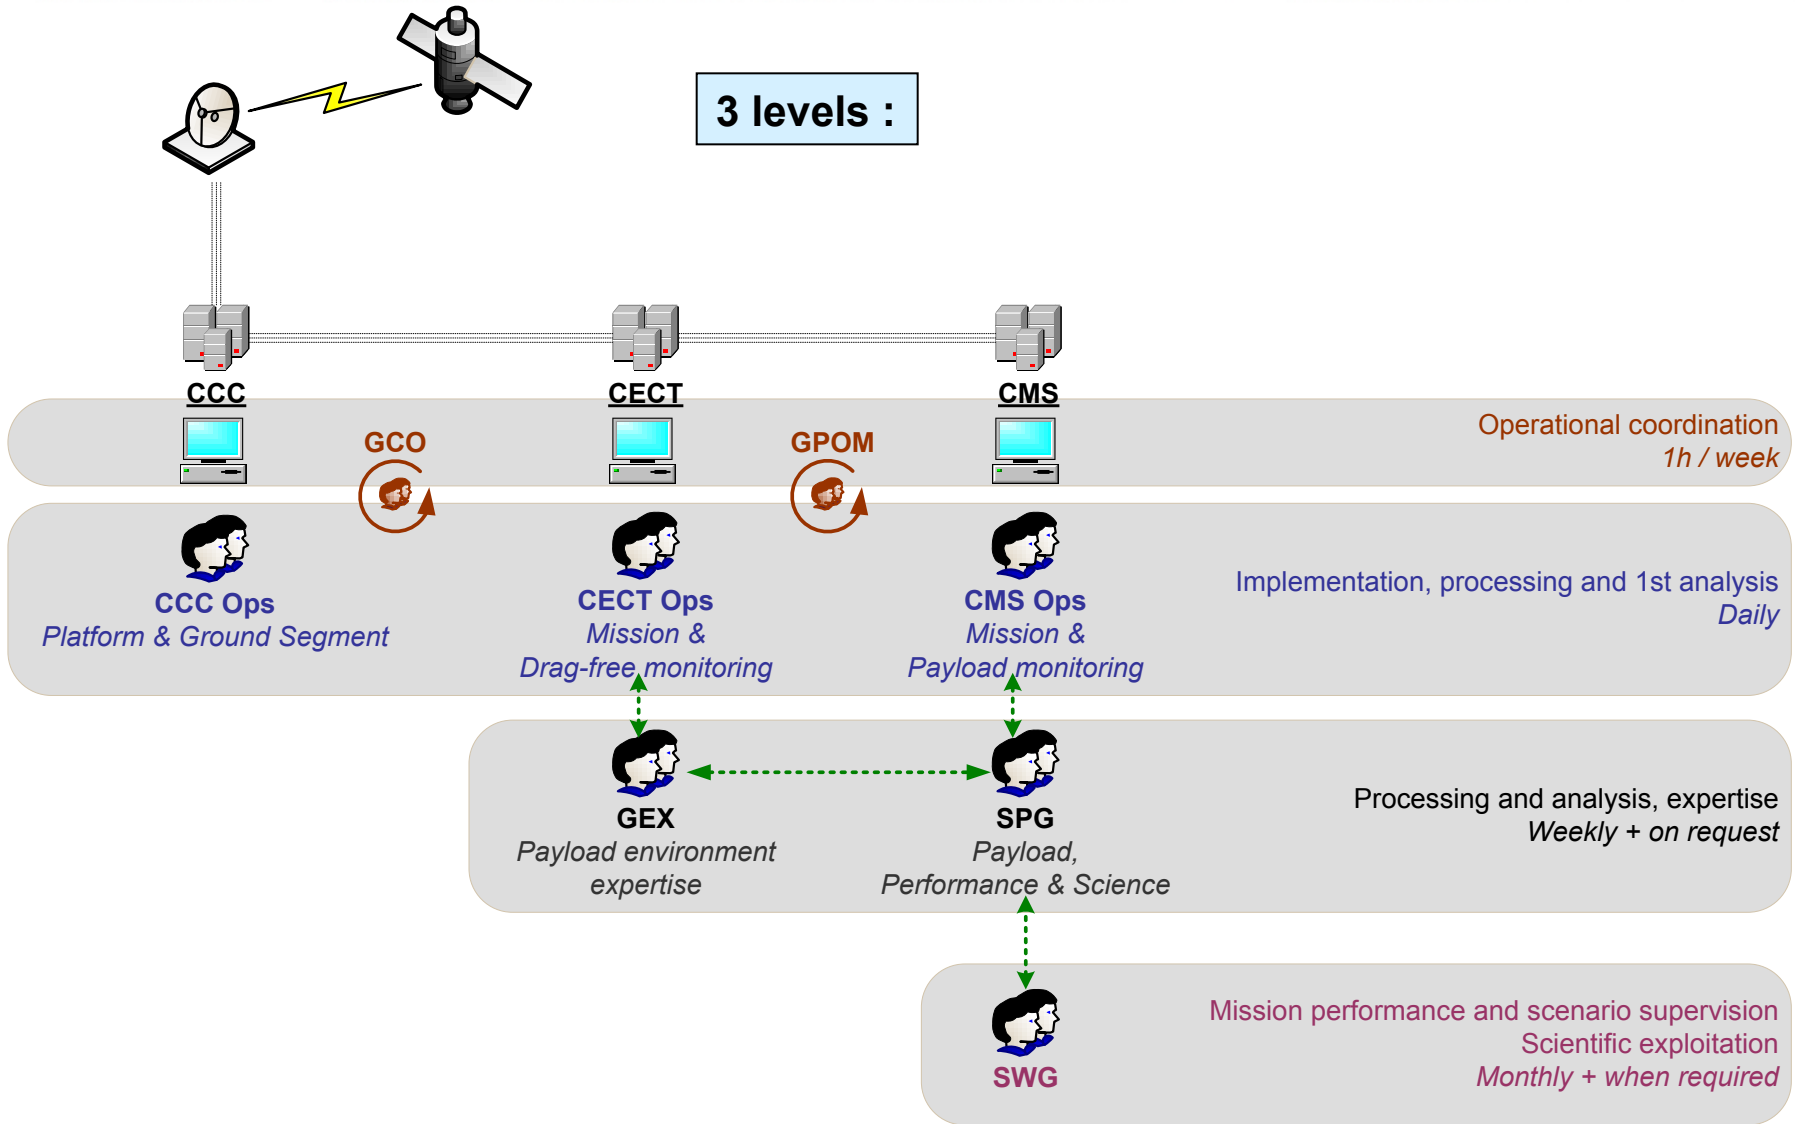 3 levels :
CCC
CECT
CMS
GCO
GPOM
Operational coordination
1h / week
CCC Ops
Platform & Ground Segment
CECT Ops
Mission &
Drag-free monitoring
CMS Ops
Mission &
Payload monitoring
Implementation, processing and 1st analysis
Daily
GEX
Payload environment
expertise
SPG
Payload,
Performance & Science
Processing and analysis, expertise
Weekly + on request
SWG
Mission performance and scenario supervision
Scientific exploitation
Monthly + when required